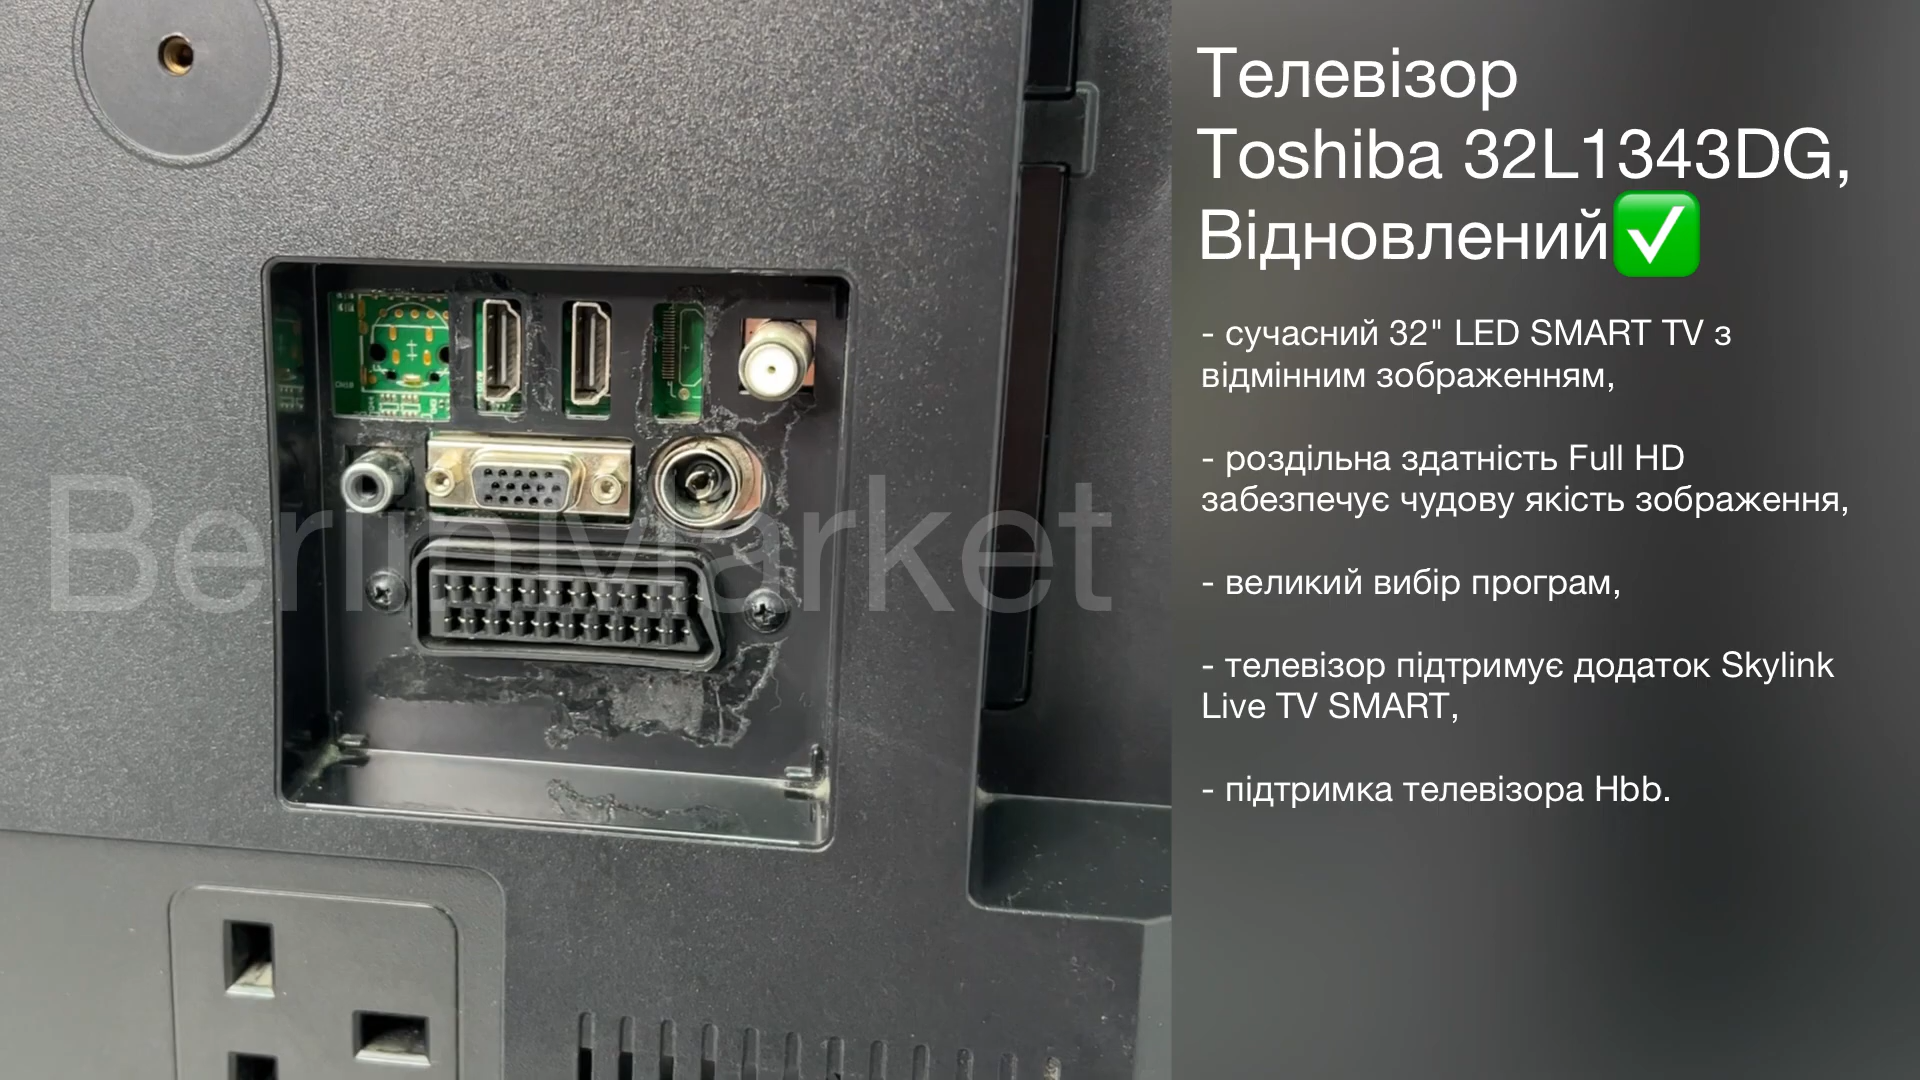 Телевізор
Toshiba 32L1343DG,
Відновлений✅
- сучасний 32" LED SMART TV з
відмінним зображенням,
- роздільна здатність Full HD
забезпечує чудову якість зображення,
- великий вибір програм,
- телевізор підтримує додаток Skylink
Live TV SMART,
- підтримка телевізора Hbb.
BerlinMarket